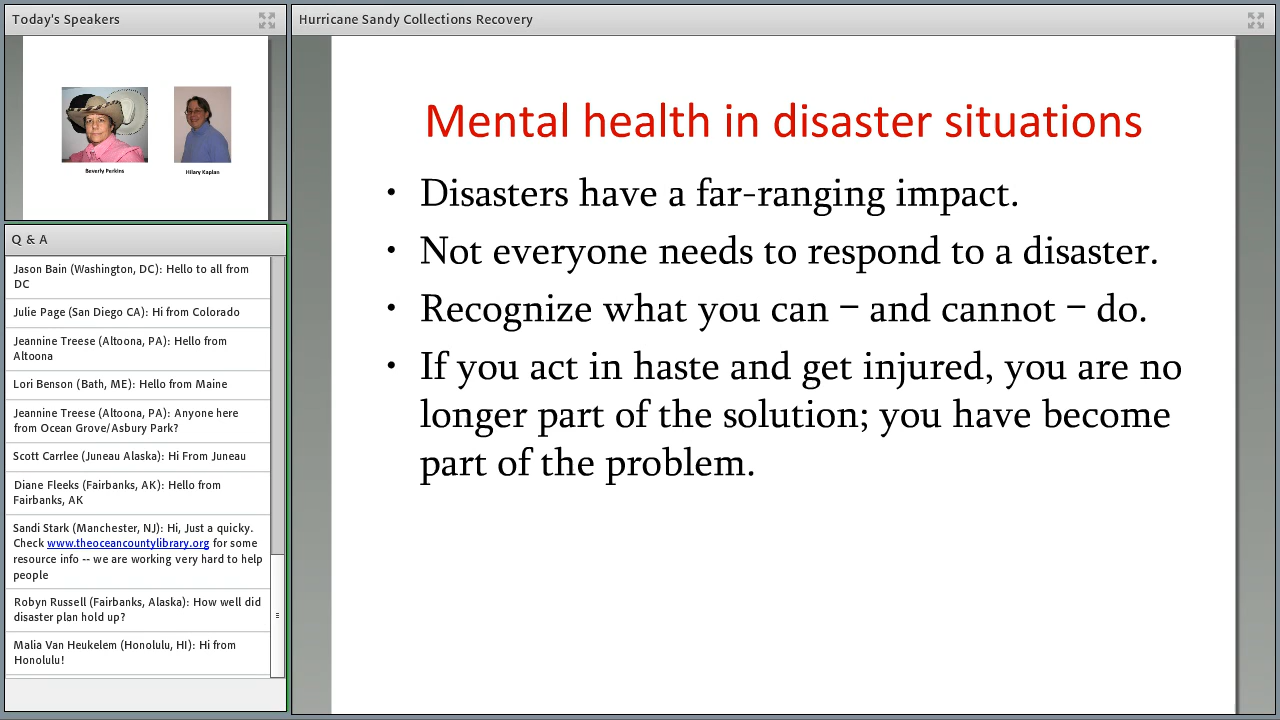 Today's Speakers
Beverly Perkins
Hilary Kaplan
Q & A
Jason Bain (Washington, DC): Hello to all from
DC
Julie Page (San Diego CA): Hi from Colorado
Jeannine Treese (Altoona, PA): Hello from
Altoona
Lori Benson (Bath, ME): Hello from Maine
Jeannine Treese (Altoona, PA): Anyone here
from Ocean Grove/Asbury Park?
Scott Carrlee (Juneau Alaska): Hi From Juneau
Diane Fleeks (Fairbanks, AK): Hello from
Fairbanks, AK
Sandi Stark (Manchester, NJ): Hi, Just a quicky.
Check www.theoceancountylibrary.org for some
resource info -- we are working very hard to help
people
Robyn Russell (Fairbanks, Alaska): How well did
disaster plan hold up?
Malia Van Heukelem (Honolulu, HI): Hi from
Honolulu!
Hurricane Sandy Collections Recovery
Mental health in disaster situations
• Disasters have a far-ranging impact.
• Not everyone needs to respond to a disaster.
• Recognize what you can – and cannot – do.
• If you act in haste and get injured, you are no
longer part of the solution; you have become
part of the problem.